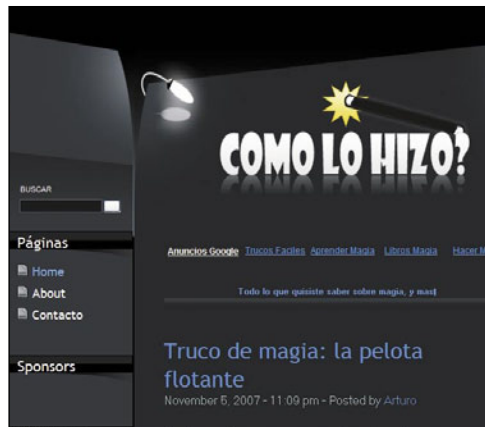 COMO LO HIZO?
BUSCAR
Páginas
Home
About
Contacto
Sponsors
Anuncios Google Trucos Faciles Aprender Magia Libros Magia Hacer M
Todo lo que quisiste saber sobre magia, y mas!
Truco de magia: la pelota
flotante
November 5, 2007 - 11:09 pm - Posted by Arturo